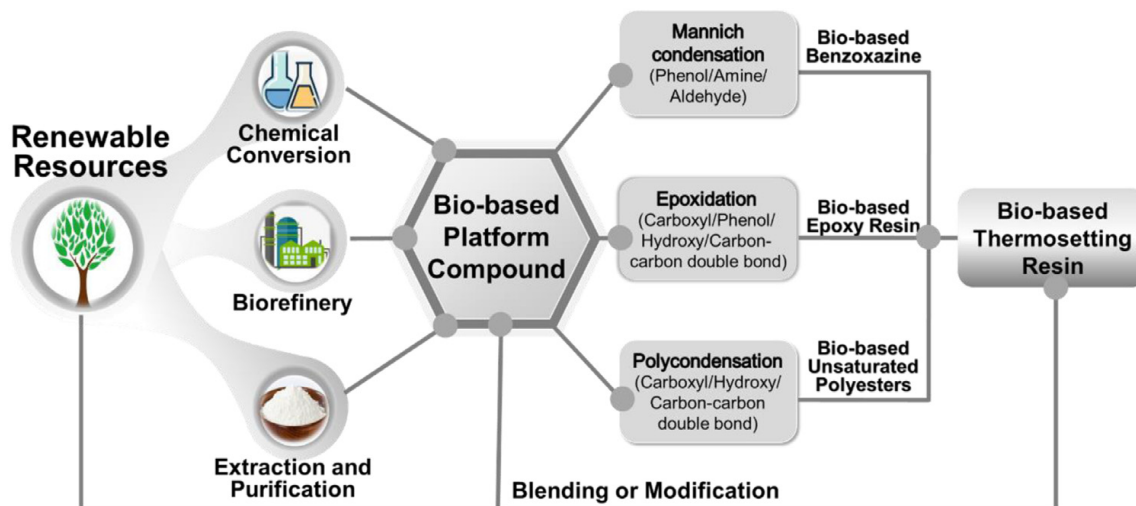 Renewable
Resources
Chemical
Conversion
Biorefinery
Extraction and
Purification
Bio-based
Platform
Compound
Mannich
condensation
(Phenol/Amine/
Aldehyde)
Epoxidation
(Carboxyl/Phenol/
Hydroxy/Carbon-
carbon double bond)
Polycondensation
(Carboxyl/Hydroxy/
Carbon-carbon
double bond)
Bio-based
Benzoxazine
Bio-based
Epoxy Resin
Bio-based
Unsaturated
Polyesters
Bio-based
Thermosetting
Resin
Blending or Modification